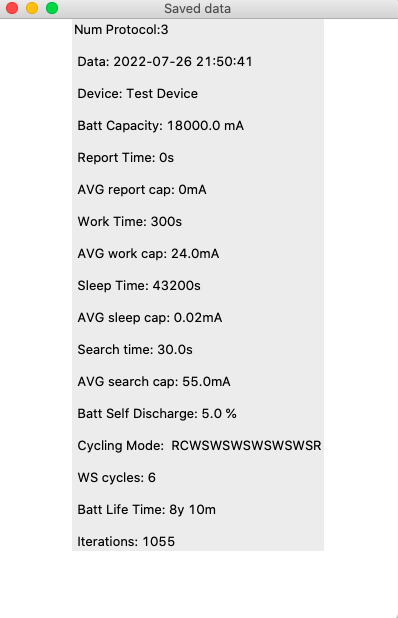 Saved data
Num Protocol:3
Data: 2022-07-26 21:50:41
Device: Test Device
Batt Capacity: 18000.0 mA
Report Time: 0s
AVG report cap: 0mA
Work Time: 300s
AVG work cap: 24.0mA
Sleep Time: 43200s
AVG sleep cap: 0.02mA
Search time: 30.0s
AVG search cap: 55.0mA
Batt Self Discharge: 5.0 %
Cycling Mode:  RCWSWSWSWSWSWSR
WS cycles: 6
Batt Life Time: 8y 10m
Iterations: 1055